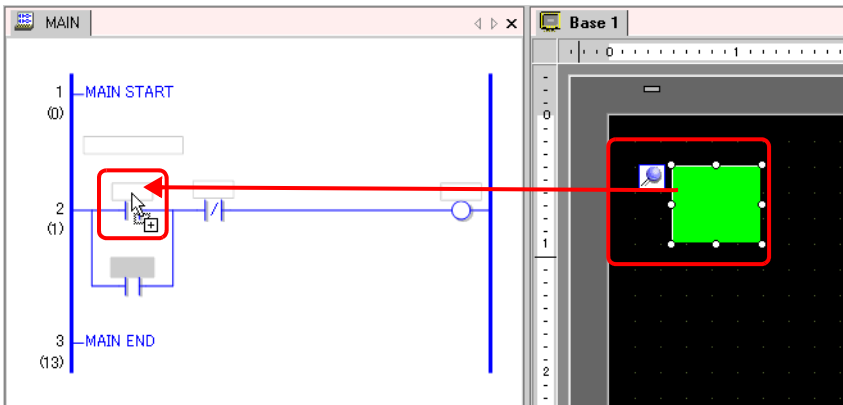 MAIN
Base 1
0 1
1 MAIN START
(0)
0
2
(1)
1
3 MAIN END
(13)
2